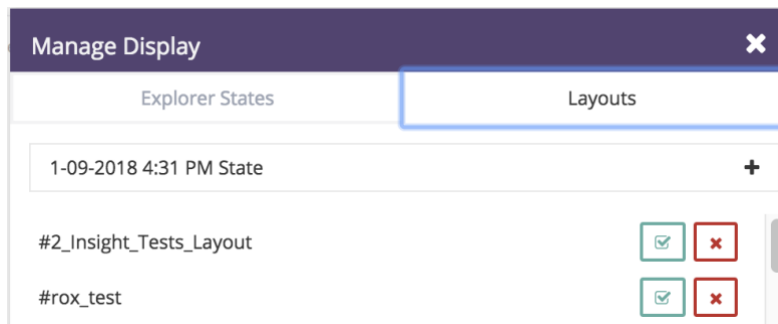 Manage Display
Explorer States
Layouts
1-09-2018 4:31 PM State
#2_Insight_Tests_Layout
#rox_test